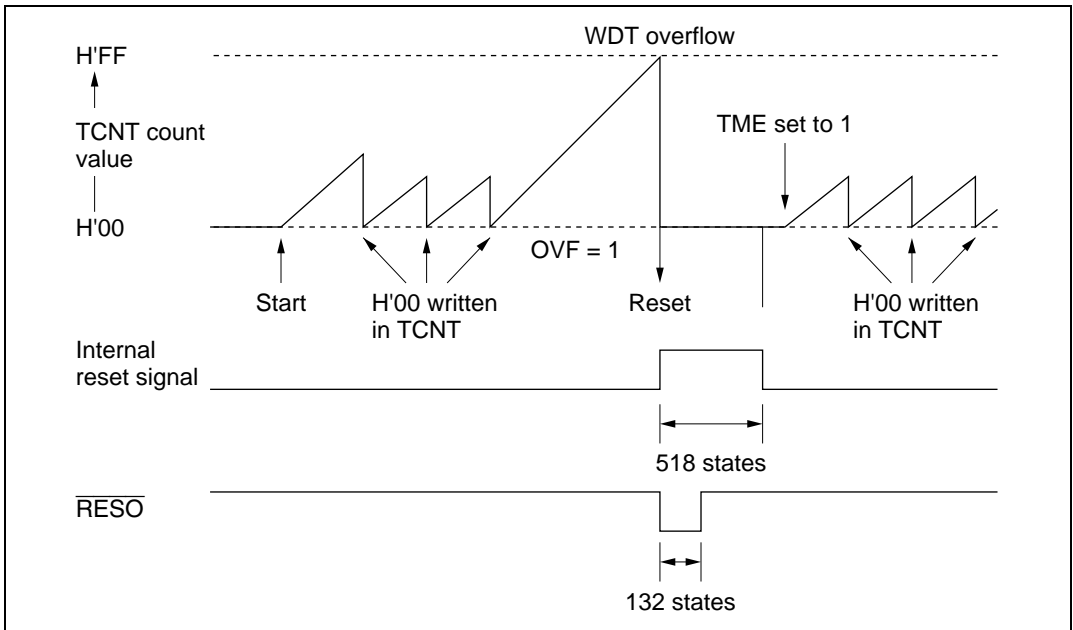 WDT overflow
H'FF
TCNT count
value
TME set to 1
H'00
OVF = 1
Start
H'00 written
in TCNT
Reset
H'00 written
in TCNT
Internal
reset signal
518 states
R̅E̅S̅O̅
132 states